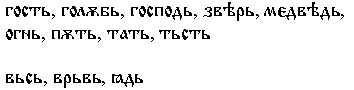 гость, голѫбь, господь, звѣрь, медвѣдь,
огнь, пѫть, тать, тьсть
вьсь, врьвь, ꙗдь